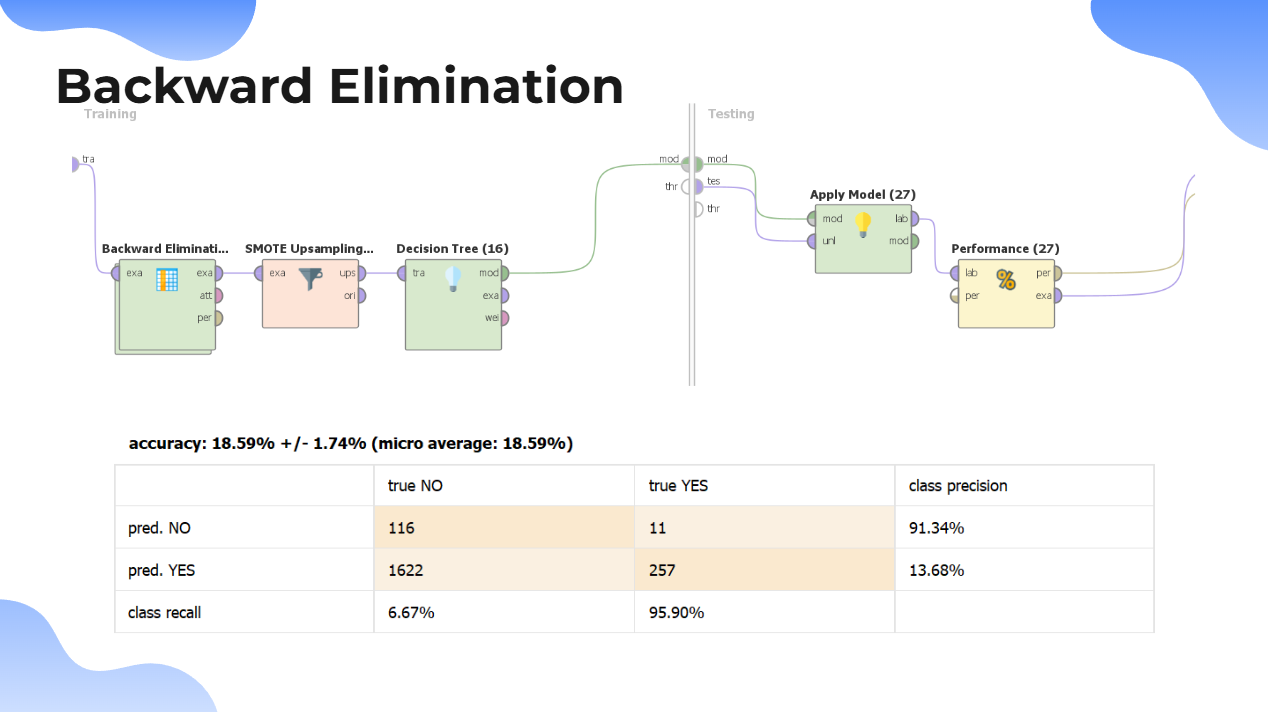 Backward Elimination
Training
Testing
tra
mod
mod
thr
tes
thr
Backward Eliminati...
SMOTE Upsampling...
Decision Tree (16)
exa
exa
att
per
exa
ups
ori
tra
mod
exa
wei
Apply Model (27)
mod
lab
unl
mod
Performance (27)
lab
per
per
exa
%
accuracy: 18.59% +/- 1.74% (micro average: 18.59%)
true NO true YES class precision
pred. NO 116 11 91.34%
pred. YES 1622 257 13.68%
class recall 6.67% 95.90%